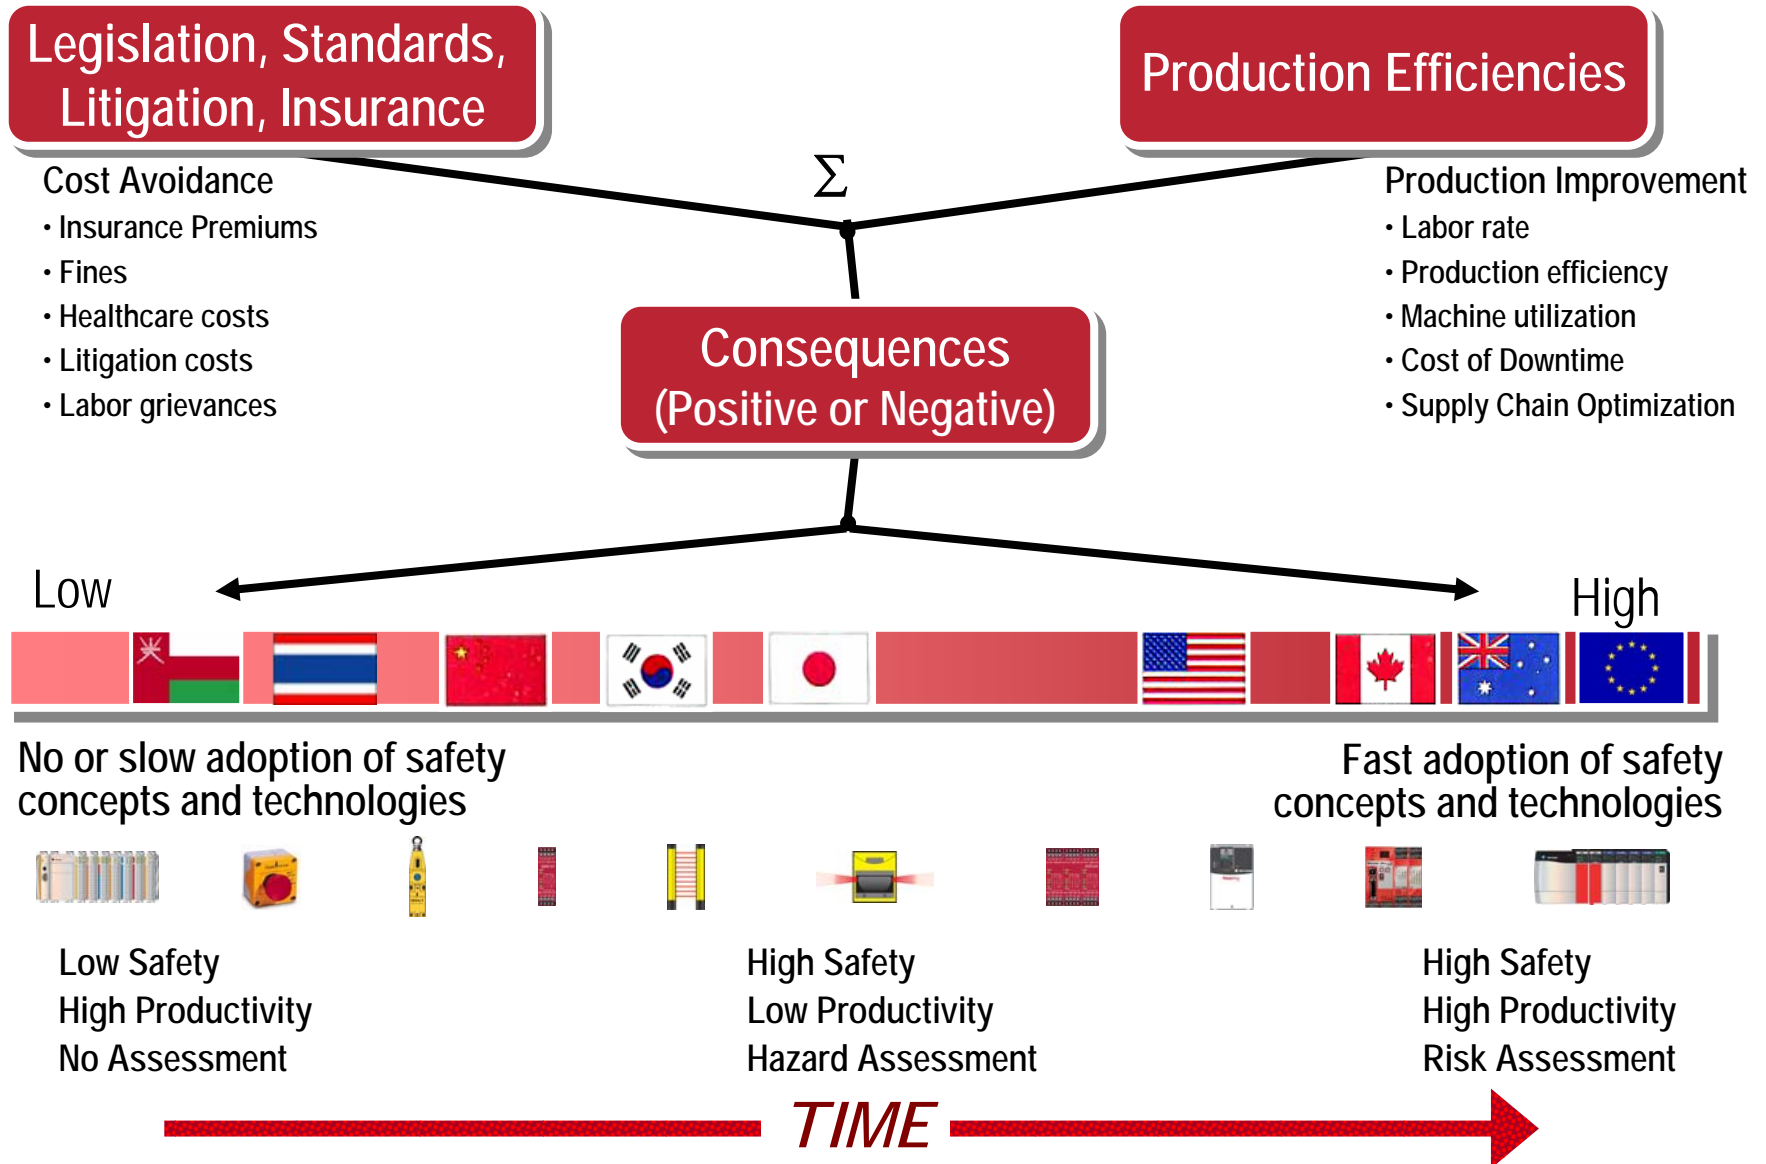 Legislation, Standards,
Litigation, Insurance
Production Efficiencies
Σ
Cost Avoidance
• Insurance Premiums
• Fines
• Healthcare costs
• Litigation costs
• Labor grievances
Production Improvement
• Labor rate
• Production efficiency
• Machine utilization
• Cost of Downtime
• Supply Chain Optimization
Consequences
(Positive or Negative)
Low
High
No or slow adoption of safety
concepts and technologies
Fast adoption of safety
concepts and technologies
Low Safety
High Productivity
No Assessment
High Safety
Low Productivity
Hazard Assessment
High Safety
High Productivity
Risk Assessment
TIME